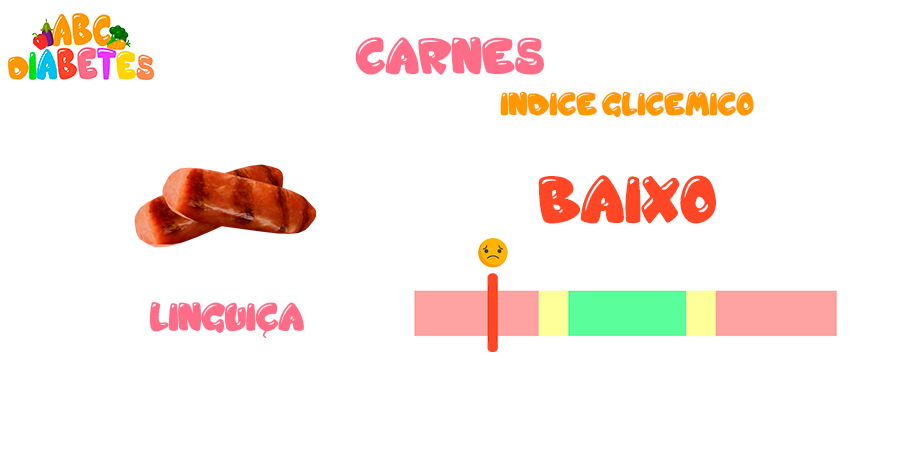 ABC
DIABETES
CARNES
INDICE GLICEMICO
BAIXO
LINGUIÇA